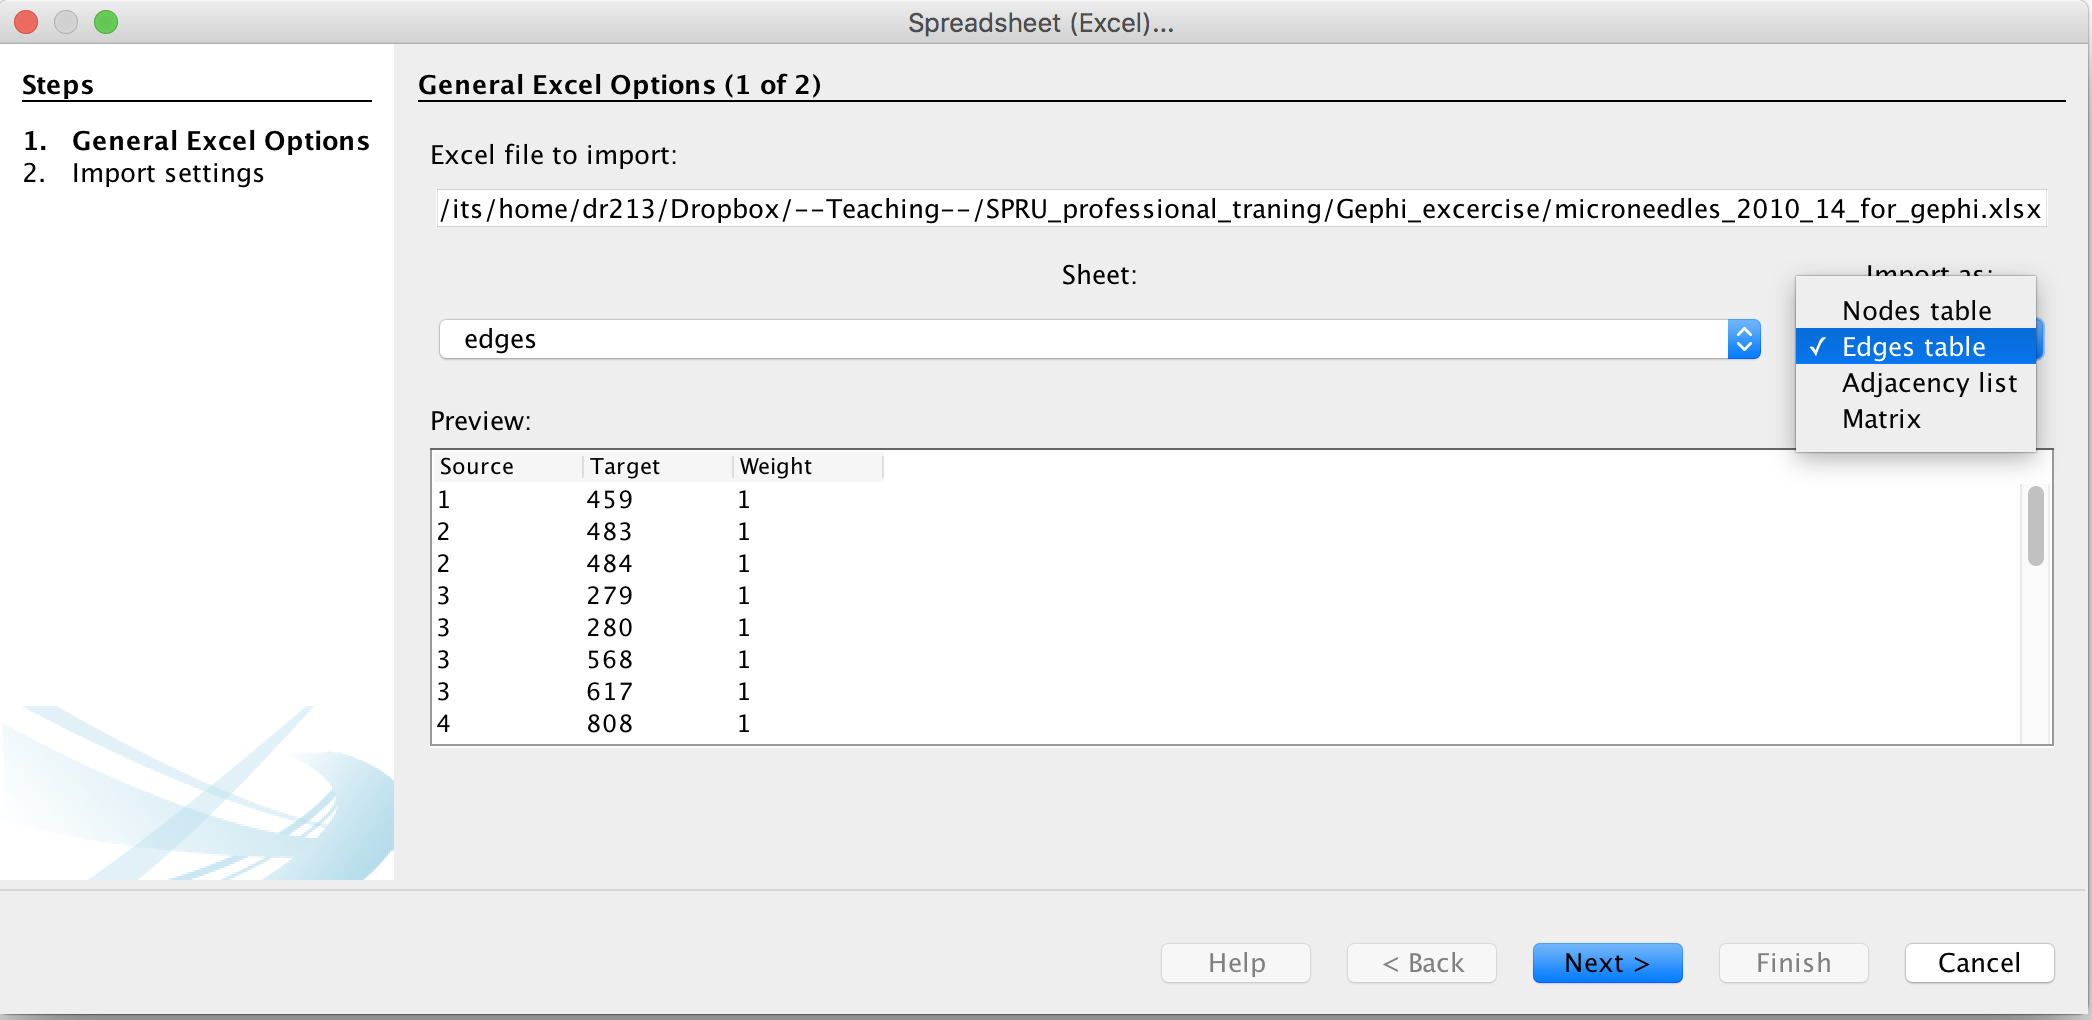 Spreadsheet (Excel)...
Steps
1. General Excel Options
2. Import settings
General Excel Options (1 of 2)
Excel file to import:
/its/home/dr213/Dropbox/--Teaching--/SPRU_professional_traning/Gephi_excercise/microneedles_2010_14_for_gephi.xlsx
Sheet:
Import as:
edges
Nodes table
✓ Edges table
Adjacency list
Matrix
Preview:
Source Target Weight
1 459 1
2 483 1
2 484 1
3 279 1
3 280 1
3 568 1
3 617 1
4 808 1
Help
< Back
Next >
Finish
Cancel